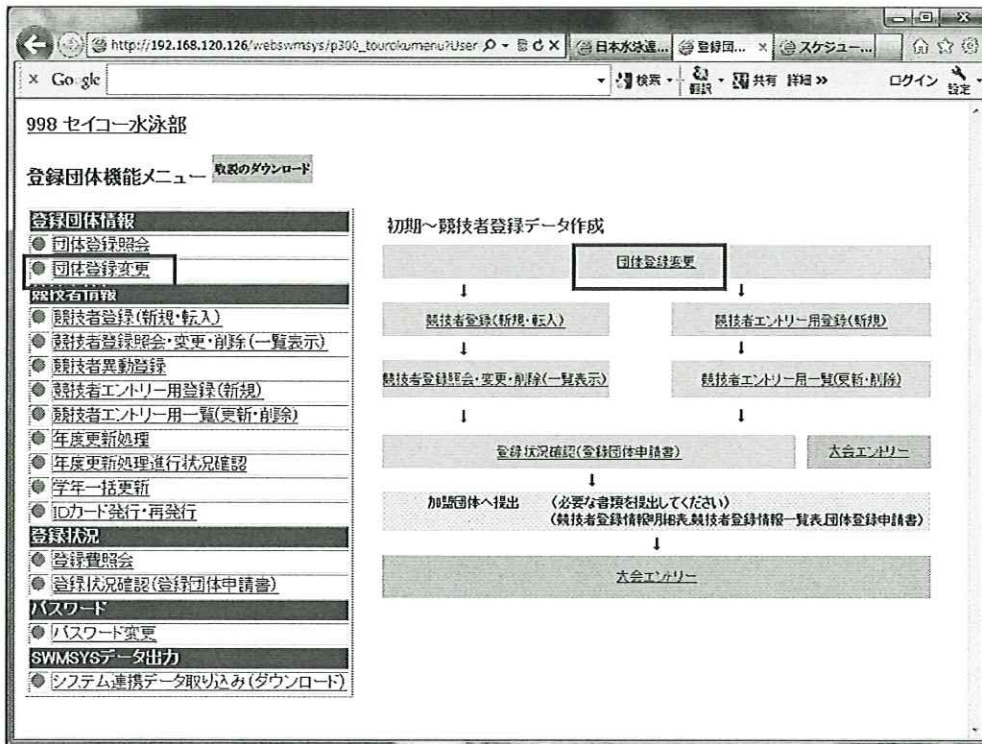 http://192.168.120.126/webswmsys/p300_tourokumenu?User
日本水泳連...
登録団...
スケジュー...
× Google
検索
翻訳
共有
詳細 »
ログイン
設定
998 セイコー水泳部
登録団体機能メニュー
取説のダウンロード
登録団体情報
団体登録照会
団体登録変更
競技者情報
競技者登録(新規・転入)
競技者登録照会・変更・削除(一覧表示)
競技者異動登録
競技者エントリー用登録(新規)
競技者エントリー用一覧(更新・削除)
年度更新処理
年度更新処理進行状況確認
学年一括更新
IDカード発行・再発行
登録状況
登録費照会
登録状況確認(登録団体申請書)
パスワード
パスワード変更
SWMSYSデータ出力
システム連携データ取り込み(ダウンロード)
初期~競技者登録データ作成
団体登録変更
↓ ↓
競技者登録(新規・転入) 競技者エントリー用登録(新規)
↓ ↓
競技者登録照会・変更・削除(一覧表示) 競技者エントリー用一覧(更新・削除)
↓ ↓
登録状況確認(登録団体申請書) 大会エントリー
↓
加盟団体へ提出 (必要な書類を提出してください)
(競技者登録情報明細表,競技者登録情報一覧表,団体登録申請書)
↓
大会エントリー